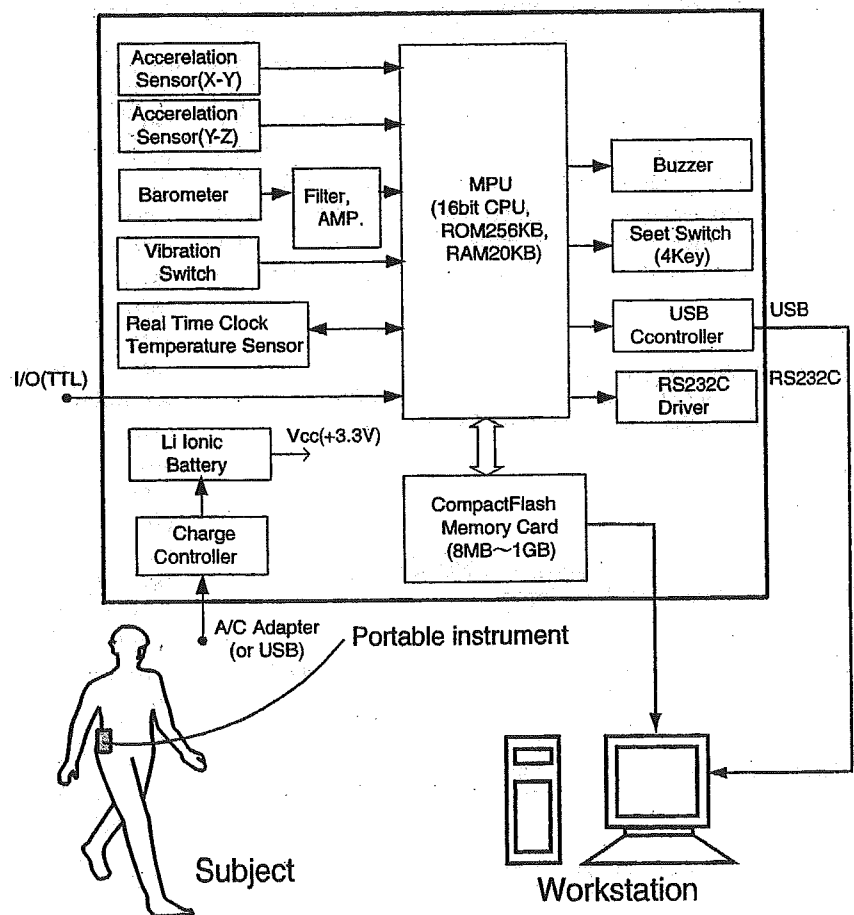 Accerelation
Sensor(X-Y)
Accerelation
Sensor(Y-Z)
Barometer
Filter,
AMP.
Vibration
Switch
Real Time Clock
Temperature Sensor
I/O(TTL)
MPU
(16bit CPU,
ROM256KB,
RAM20KB)
Buzzer
Seet Switch
(4Key)
USB
Ccontroller
USB
RS232C
Driver
RS232C
Li Ionic
Battery
Vcc(+3.3V)
Charge
Controller
CompactFlash
Memory Card
(8MB～1GB)
A/C Adapter
(or USB)
Portable instrument
Subject
Workstation